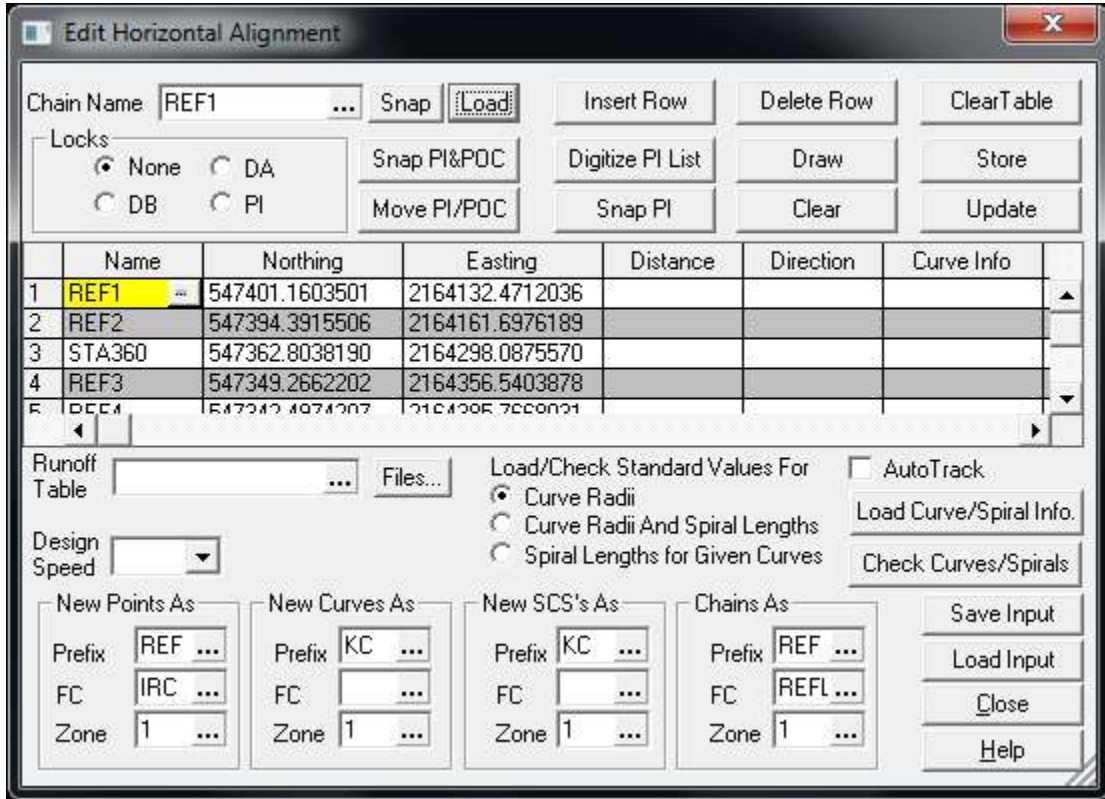 Edit Horizontal Alignment
Chain Name REF1 ... Snap Load Insert Row Delete Row ClearTable
Locks
None DA Snap PI&POC Digitize PI List Draw Store
DB PI Move PI/POC Snap PI Clear Update
Name Northing Easting Distance Direction Curve Info
1 REF1 ... 547401.1603501 2164132.4712036
2 REF2 547394.3915506 2164161.6976189
3 STA360 547362.8038190 2164298.0875570
4 REF3 547349.2662202 2164356.5403878
5 REF4
Runoff Table ... Files... Load/Check Standard Values For AutoTrack
Curve Radii
Load Curve/Spiral Info.
Curve Radii And Spiral Lengths
Design Speed Spiral Lengths for Given Curves Check Curves/Spirals
New Points As New Curves As New SCS's As Chains As Save Input
Prefix REF ... Prefix KC ... Prefix KC ... Prefix REF ... Load Input
FC IRC ... FC ... FC ... FC REFL ... Close
Zone 1 ... Zone 1 ... Zone 1 ... Zone 1 ... Help